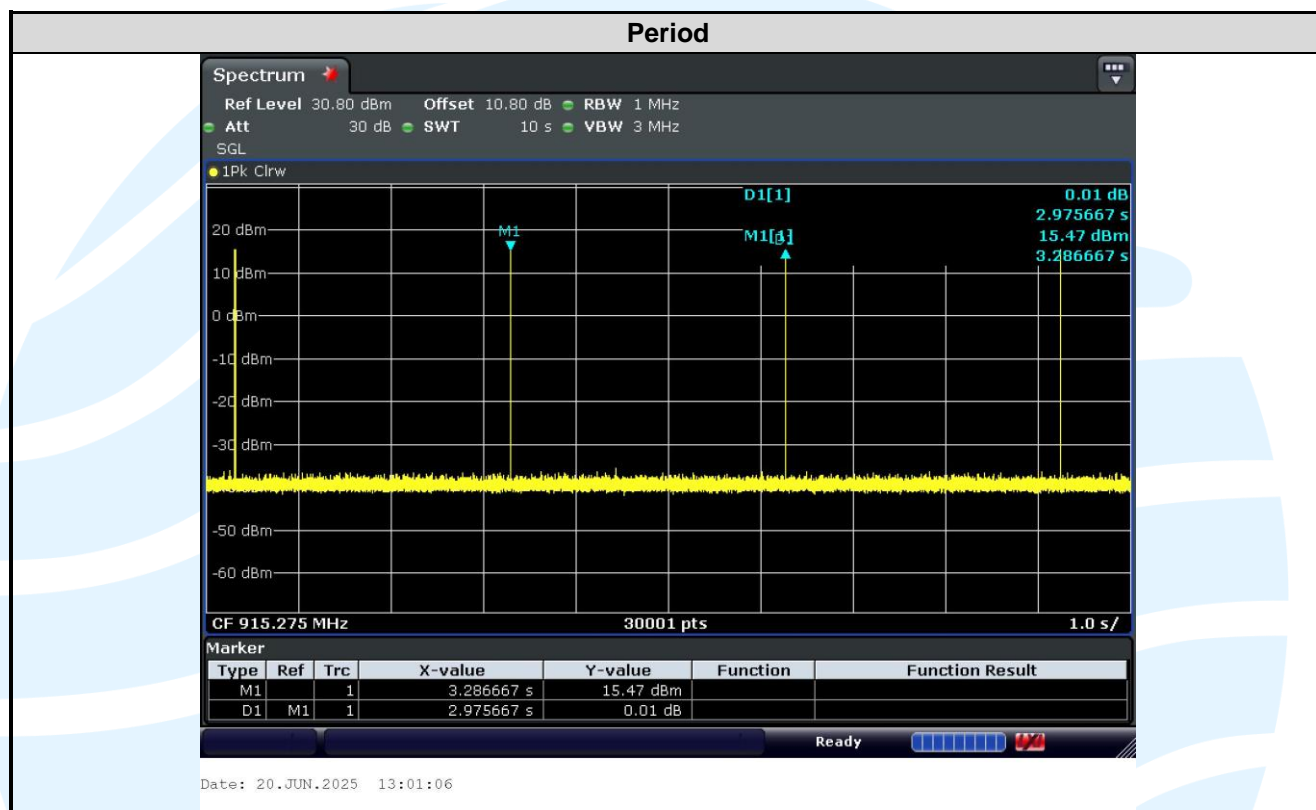 Period
Spectrum
Ref Level 30.80 dBm Offset 10.80 dB RBW 1 MHz
Att 30 dB SWT 10 s VBW 3 MHz
SGL
1Pk Clrw
D1[1] 0.01 dB
2.975667 s
20 dBm M1 M1[1] 15.47 dBm
3.286667 s
10 dBm
0 dBm
-10 dBm
-20 dBm
-30 dBm
-50 dBm
-60 dBm
CF 915.275 MHz 30001 pts 1.0 s/
Marker
Type Ref Trc X-value Y-value Function Function Result
M1 1 3.286667 s 15.47 dBm
D1 M1 1 2.975667 s 0.01 dB
Ready
Date: 20.JUN.2025 13:01:06